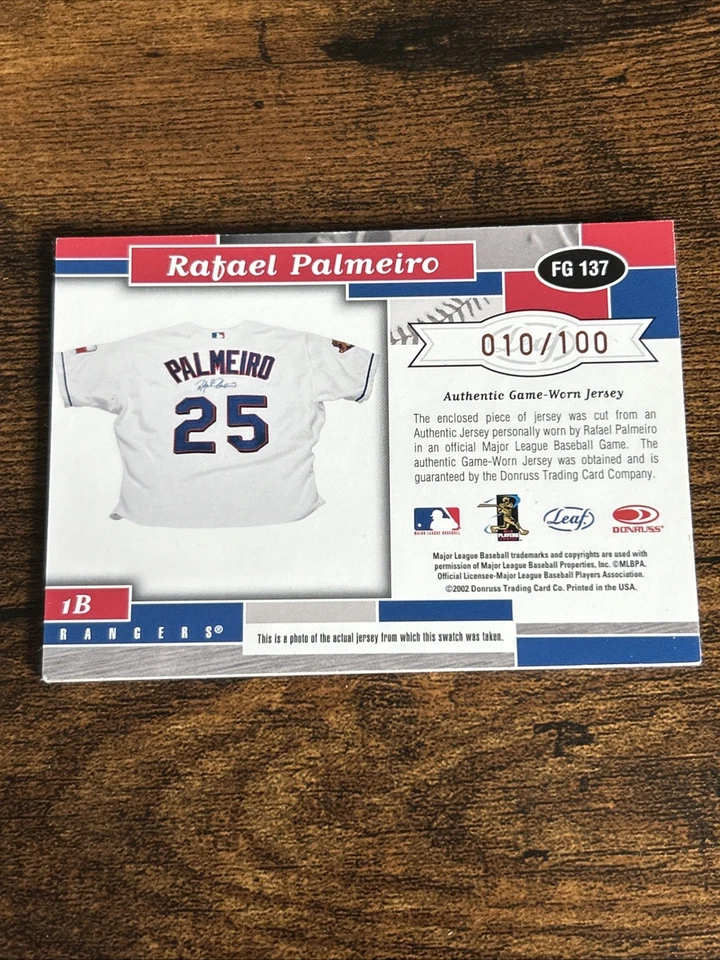 Rafael Palmeiro
FG 137
PALMEIRO
25
Leaf
010/100
Authentic Game-Worn Jersey
The enclosed piece of jersey was cut from an
Authentic Jersey personally worn by Rafael Palmeiro
in an official Major League Baseball Game. The
authentic Game-Worn Jersey was obtained and is
guaranteed by the Donruss Trading Card Company.
MAJOR LEAGUE BASEBALL
PLAYERS
Leaf
DONRUSS
Major League Baseball trademarks and copyrights are used with
permission of Major League Baseball Properties, Inc. ©MLBPA.
Official Licensee-Major League Baseball Players Association.
©2002 Donruss Trading Card Co. Printed in the USA.
1B
RANGERS®
This is a photo of the actual jersey from which this swatch was taken.